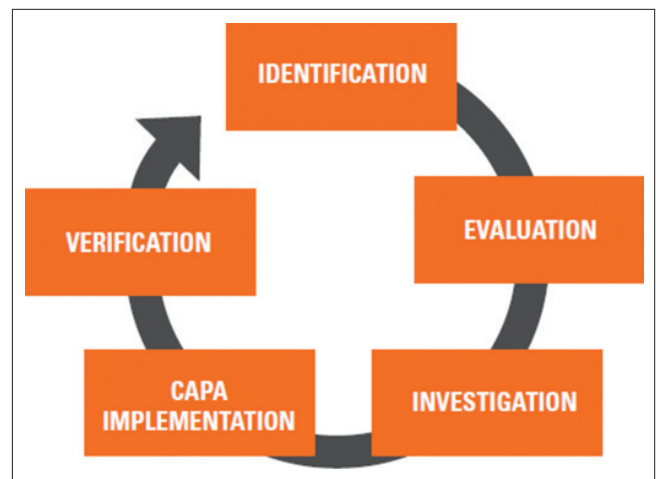 IDENTIFICATION
EVALUATION
INVESTIGATION
CAPA
IMPLEMENTATION
VERIFICATION